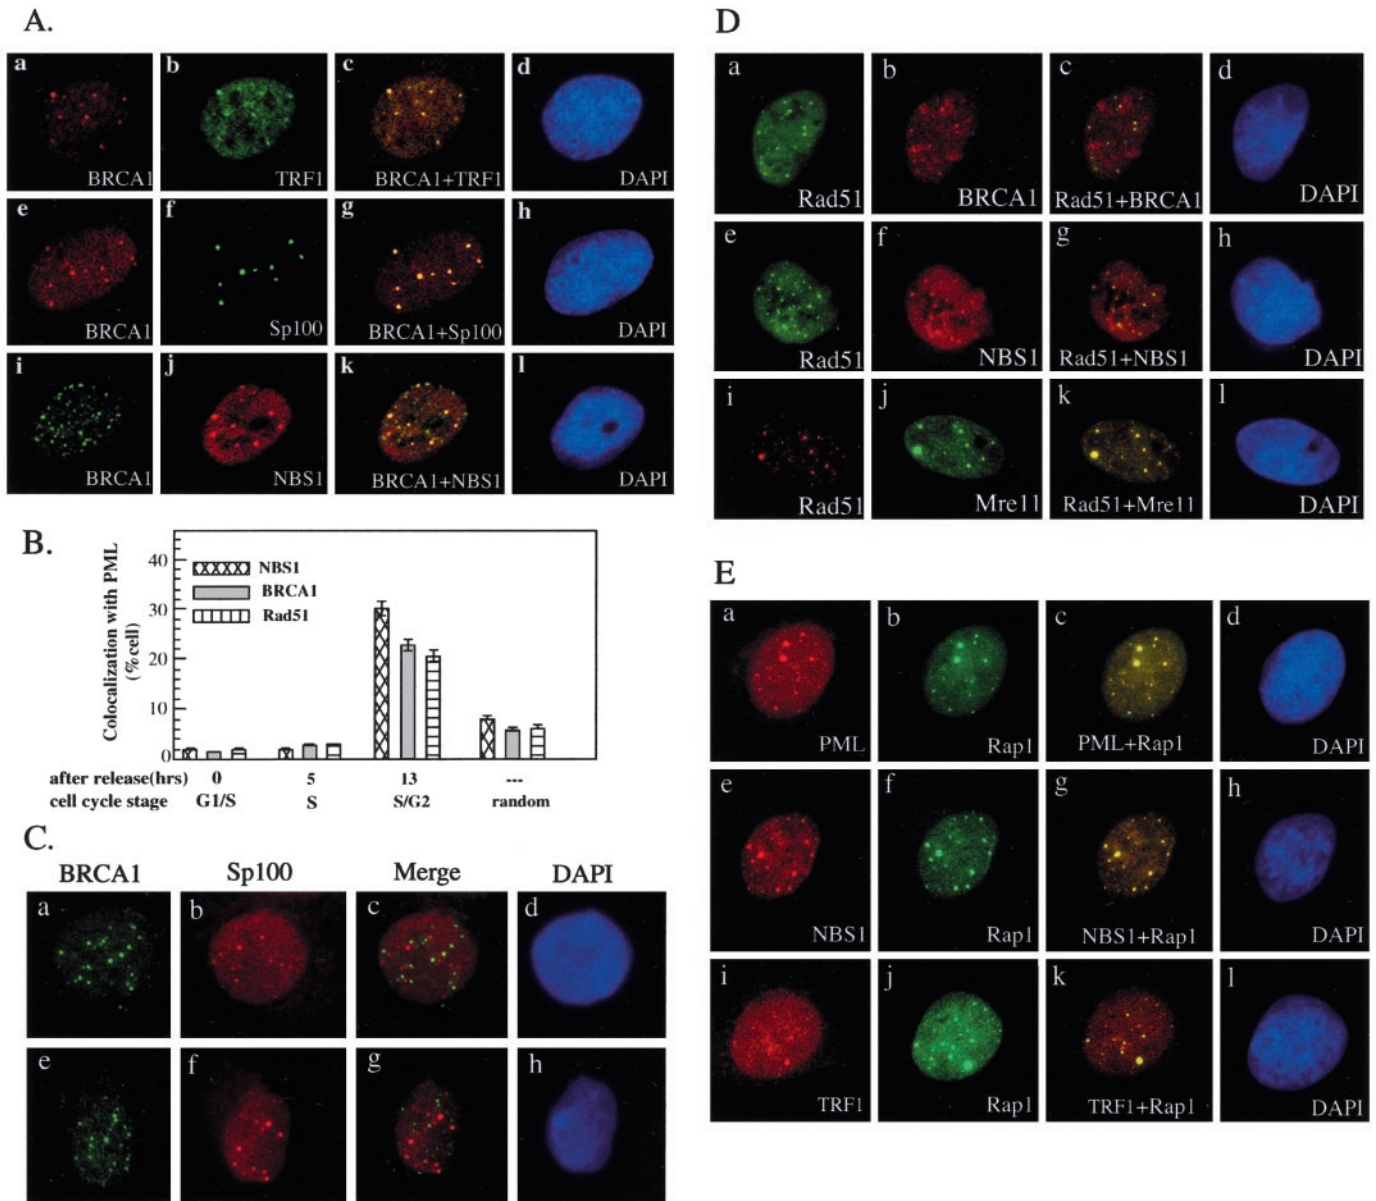 A.
a b c d
BRCA1 TRF1 BRCA1+TRF1 DAPI
e f g h
BRCA1 Sp100 BRCA1+Sp100 DAPI
i j k l
BRCA1 NBS1 BRCA1+NBS1 DAPI
B.
Colocalization with PML
(%cell)
40
30
20
10
0
NBS1
BRCA1
Rad51
after release(hrs) 0 5 13 ---
cell cycle stage G1/S S S/G2 random
C.
BRCA1 Sp100 Merge DAPI
a b c d
e f g h
D
a b c d
Rad51 BRCA1 Rad51+BRCA1 DAPI
e f g h
Rad51 NBS1 Rad51+NBS1 DAPI
i j k l
Rad51 Mre11 Rad51+Mre11 DAPI
E
a b c d
PML Rap1 PML+Rap1 DAPI
e f g h
NBS1 Rap1 NBS1+Rap1 DAPI
i j k l
TRF1 Rap1 TRF1+Rap1 DAPI